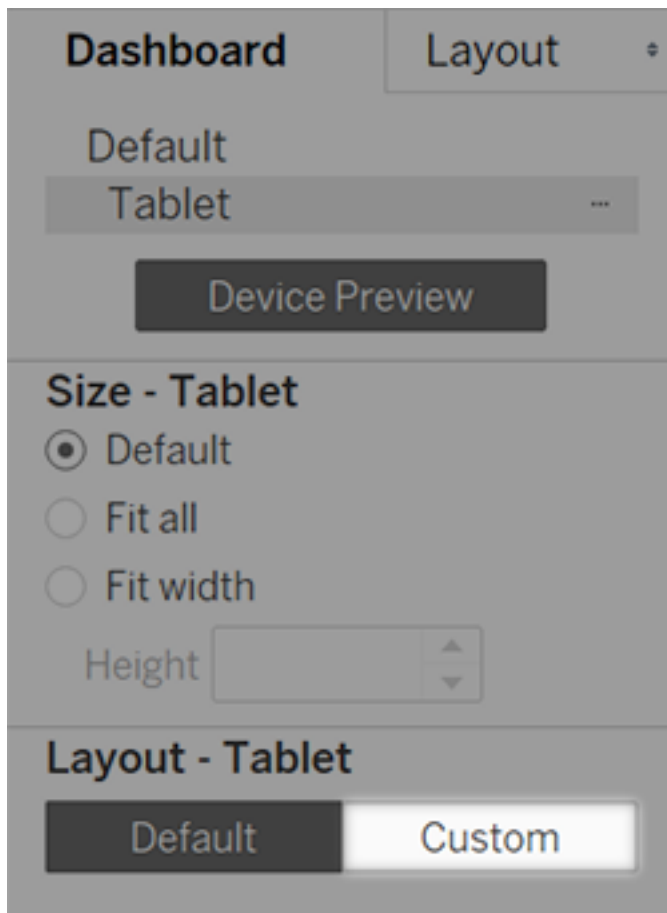 Dashboard Layout
Default
Tablet
Device Preview
Size - Tablet
Default
Fit all
Fit width
Height
Layout - Tablet
Default Custom